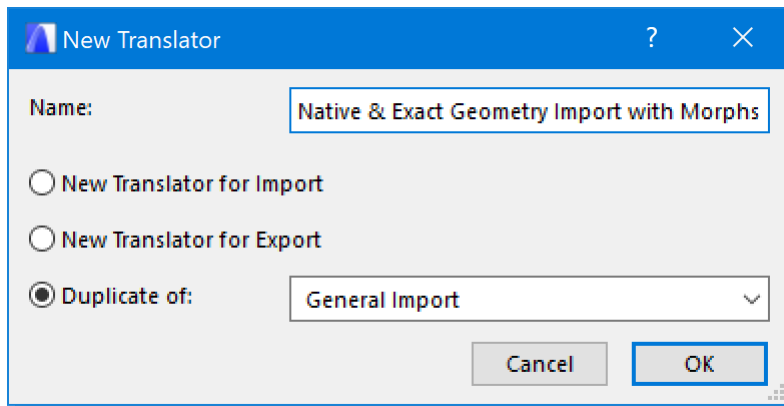 New Translator
?
Name:
Native & Exact Geometry Import with Morphs
New Translator for Import
New Translator for Export
Duplicate of:
General Import
Cancel
OK